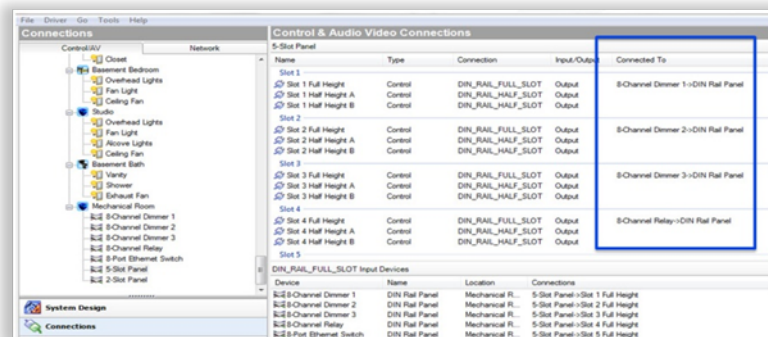 File Driver Go Tools Help
Connections
Control/AV Network
Closet
Basement Bedroom
Overhead Lights
Fan Light
Ceiling Fan
Studio
Overhead Lights
Fan Light
Alcove Lights
Ceiling Fan
Basement Bath
Vanity
Shower
Exhaust Fan
Mechanical Room
8-Channel Dimmer 1
8-Channel Dimmer 2
8-Channel Dimmer 3
8-Channel Relay
8-Port Ethernet Switch
5-Slot Panel
2-Slot Panel
System Design
Connections
Control & Audio Video Connections
5-Slot Panel
Name Type Connection Input/Output Connected To
Slot 1
Slot 1 Full Height Control DIN_RAIL_FULL_SLOT Output 8-Channel Dimmer 1->DIN Rail Panel
Slot 1 Half Height A Control DIN_RAIL_HALF_SLOT Output
Slot 1 Half Height B Control DIN_RAIL_HALF_SLOT Output
Slot 2
Slot 2 Full Height Control DIN_RAIL_FULL_SLOT Output 8-Channel Dimmer 2->DIN Rail Panel
Slot 2 Half Height A Control DIN_RAIL_HALF_SLOT Output
Slot 2 Half Height B Control DIN_RAIL_HALF_SLOT Output
Slot 3
Slot 3 Full Height Control DIN_RAIL_FULL_SLOT Output 8-Channel Dimmer 3->DIN Rail Panel
Slot 3 Half Height A Control DIN_RAIL_HALF_SLOT Output
Slot 3 Half Height B Control DIN_RAIL_HALF_SLOT Output
Slot 4
Slot 4 Full Height Control DIN_RAIL_FULL_SLOT Output 8-Channel Relay->DIN Rail Panel
Slot 4 Half Height A Control DIN_RAIL_HALF_SLOT Output
Slot 4 Half Height B Control DIN_RAIL_HALF_SLOT Output
Slot 5
DIN_RAIL_FULL_SLOT Input Devices
Device Name Location Connections
8-Channel Dimmer 1 DIN Rail Panel Mechanical R... 5-Slot Panel->Slot 1 Full Height
8-Channel Dimmer 2 DIN Rail Panel Mechanical R... 5-Slot Panel->Slot 2 Full Height
8-Channel Dimmer 3 DIN Rail Panel Mechanical R... 5-Slot Panel->Slot 3 Full Height
8-Channel Relay DIN Rail Panel Mechanical R... 5-Slot Panel->Slot 4 Full Height
8-Port Ethernet Switch DIN Rail Panel Mechanical R... 5-Slot Panel->Slot 5 Full Height